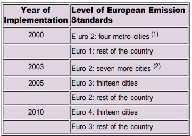 Year of Implementation
Level of European Emission Standards
2000
Euro 2: four metro cities (1)
Euro 1: rest of the country
2003
Euro 2: seven more cities (2)
2005
Euro 3: thirteen cities
Euro 2: rest of the country
2010
Euro 4: thirteen cities
Euro 3: rest of the country